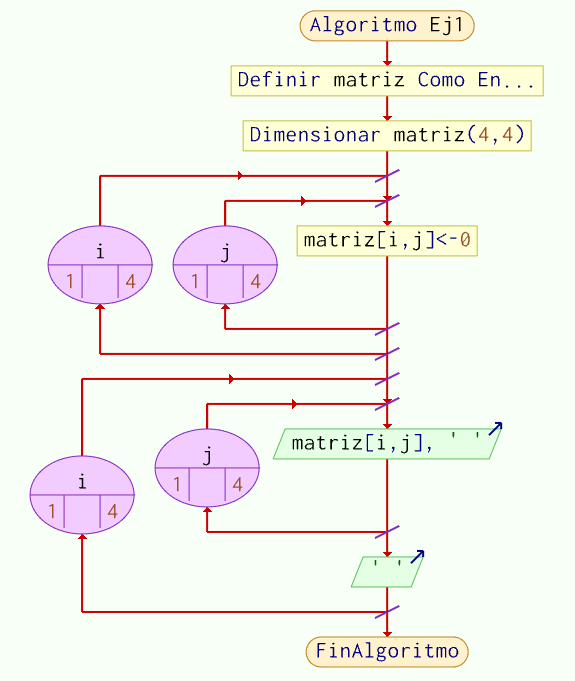 Algoritmo Ej1
Definir matriz Como En...
Dimensionar matriz(4,4)
i
1 4
j
1 4
matriz[i,j]<-0
i
1 4
j
1 4
matriz[i,j], ' '
' '
FinAlgoritmo